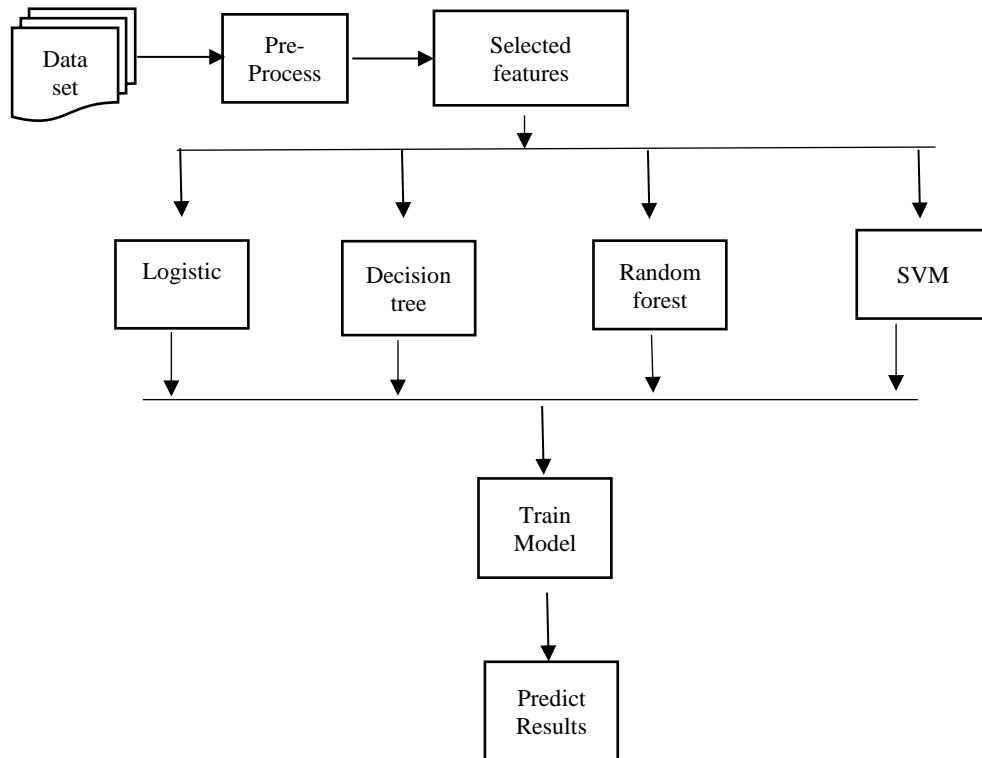 Data
set
Pre-
Process
Selected
features
Logistic
Decision
tree
Random
forest
SVM
Train
Model
Predict
Results